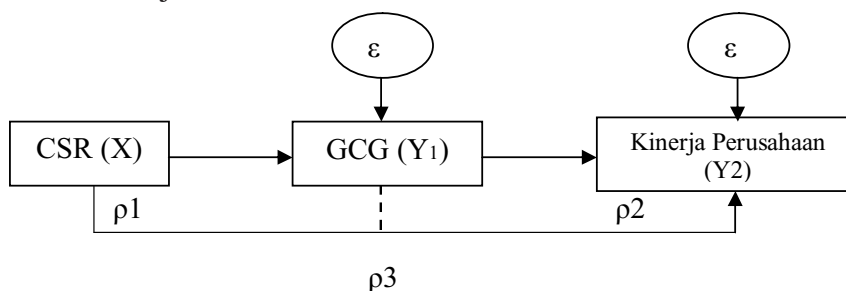 ε
ε
CSR (X)
GCG (Y₁)
Kinerja Perusahaan
(Y2)
ρ1
ρ2
ρ3